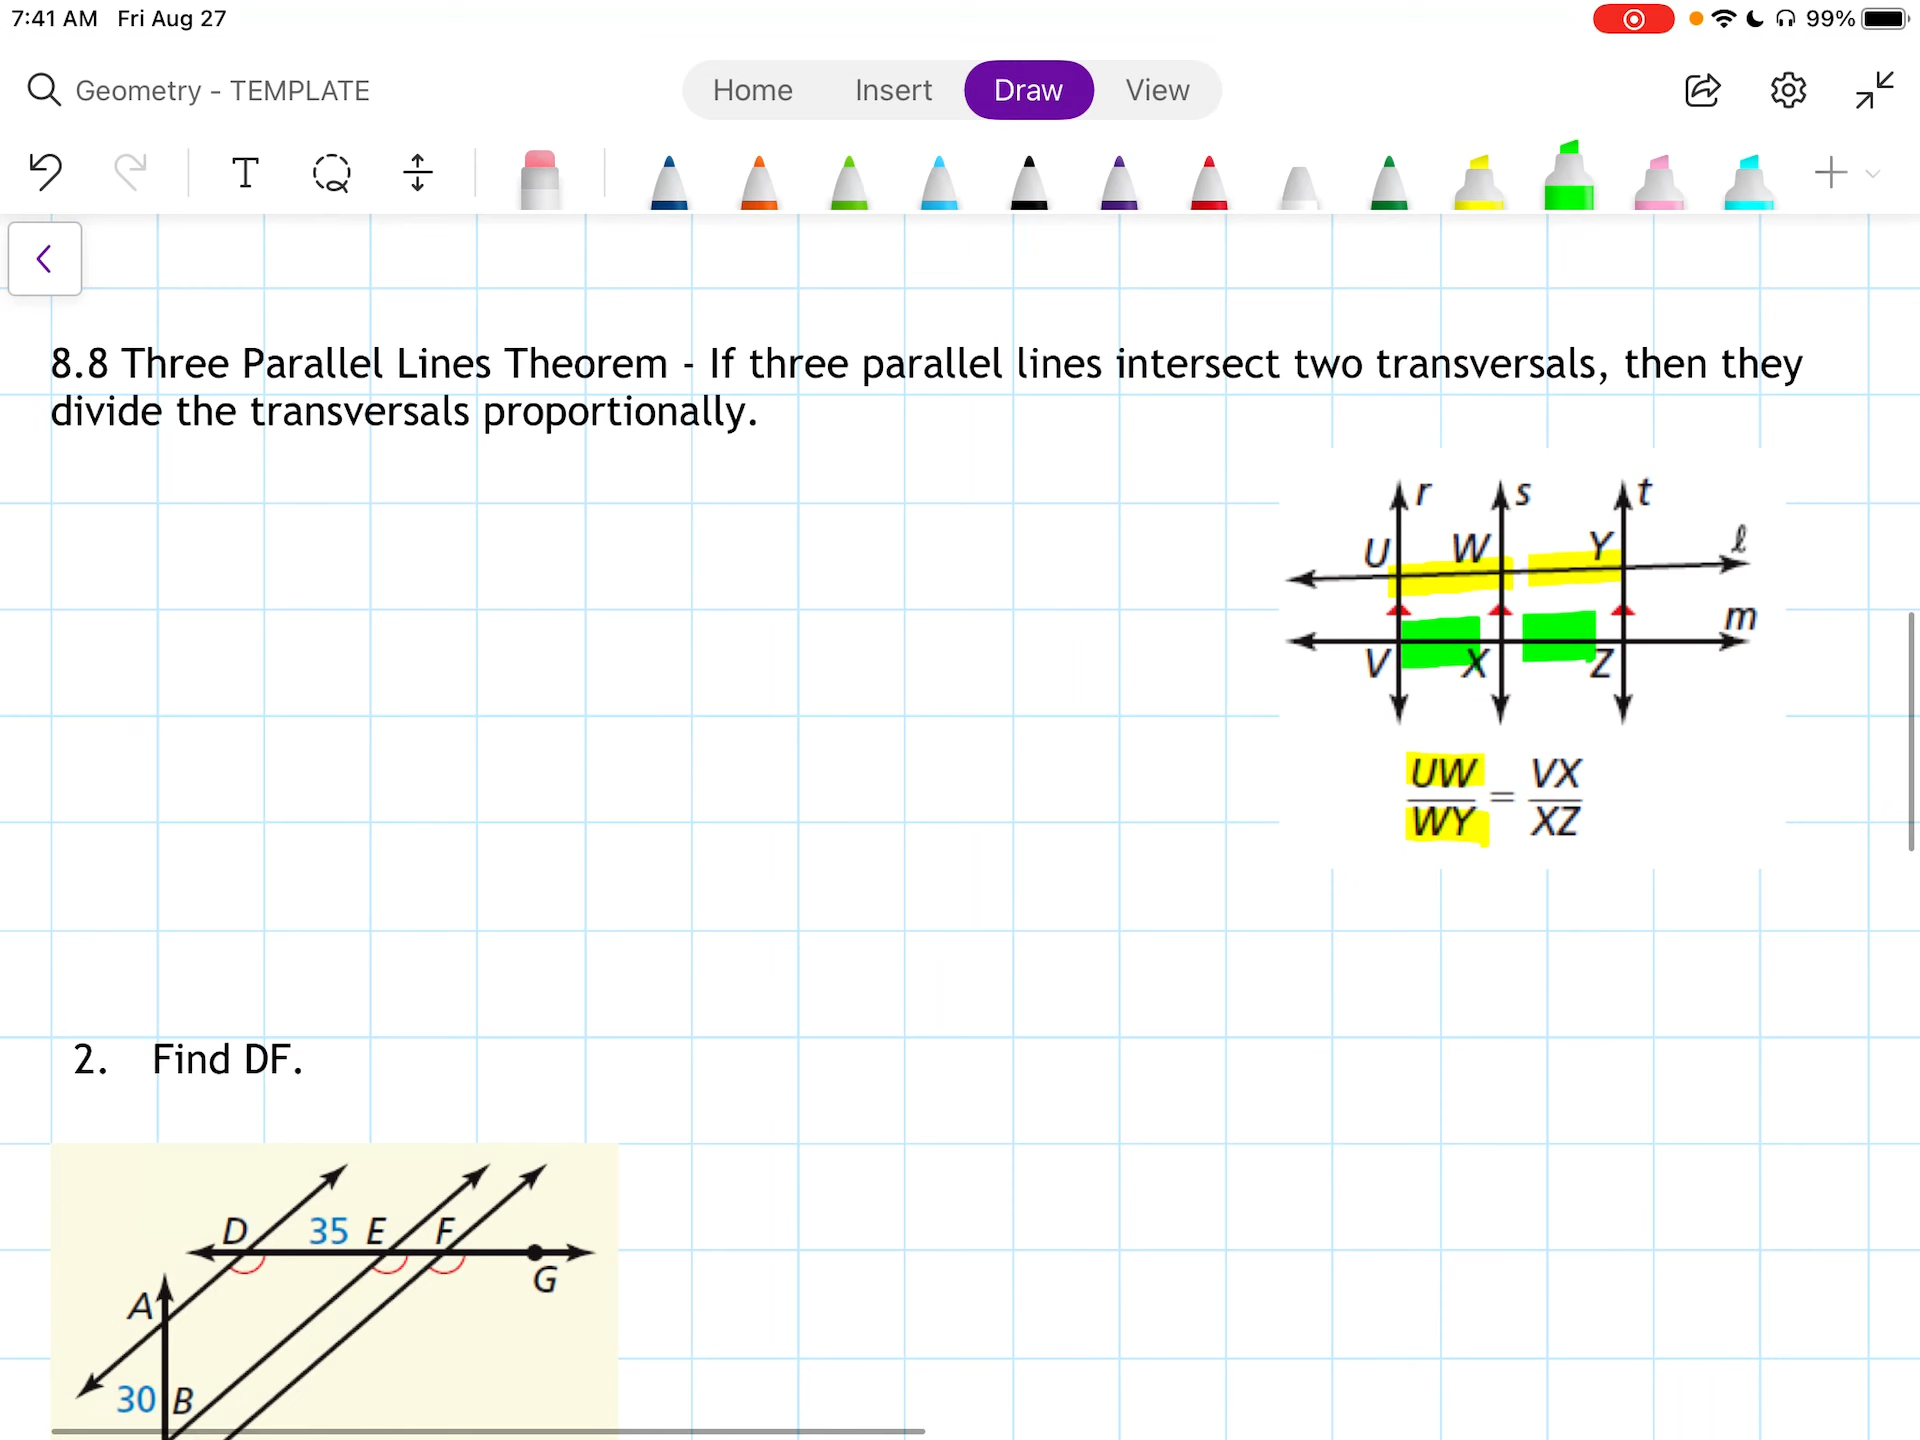 7:41 AM Fri Aug 27
99%
Geometry - TEMPLATE
Home Insert Draw View
T
8.8 Three Parallel Lines Theorem - If three parallel lines intersect two transversals, then they
divide the transversals proportionally.
r s t
U W Y ℓ
m
V X Z
UW/WY = VX/XZ
2. Find DF.
D 35 E F
G
A
30 B